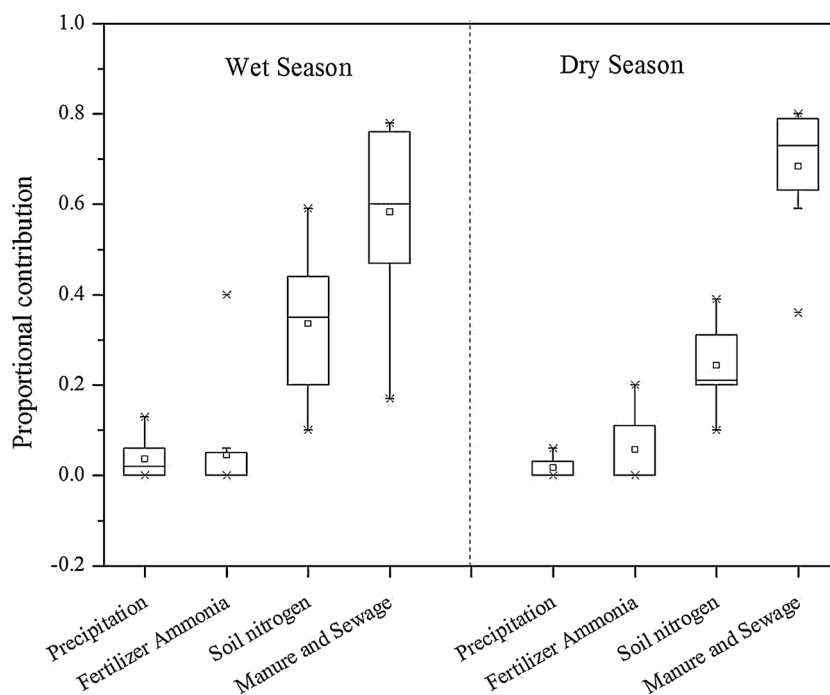 Proportional contribution
1.0
0.8
0.6
0.4
0.2
0.0
-0.2
Wet Season
Dry Season
Precipitation
Fertilizer Ammonia
Soil nitrogen
Manure and Sewage
Precipitation
Fertilizer Ammonia
Soil nitrogen
Manure and Sewage